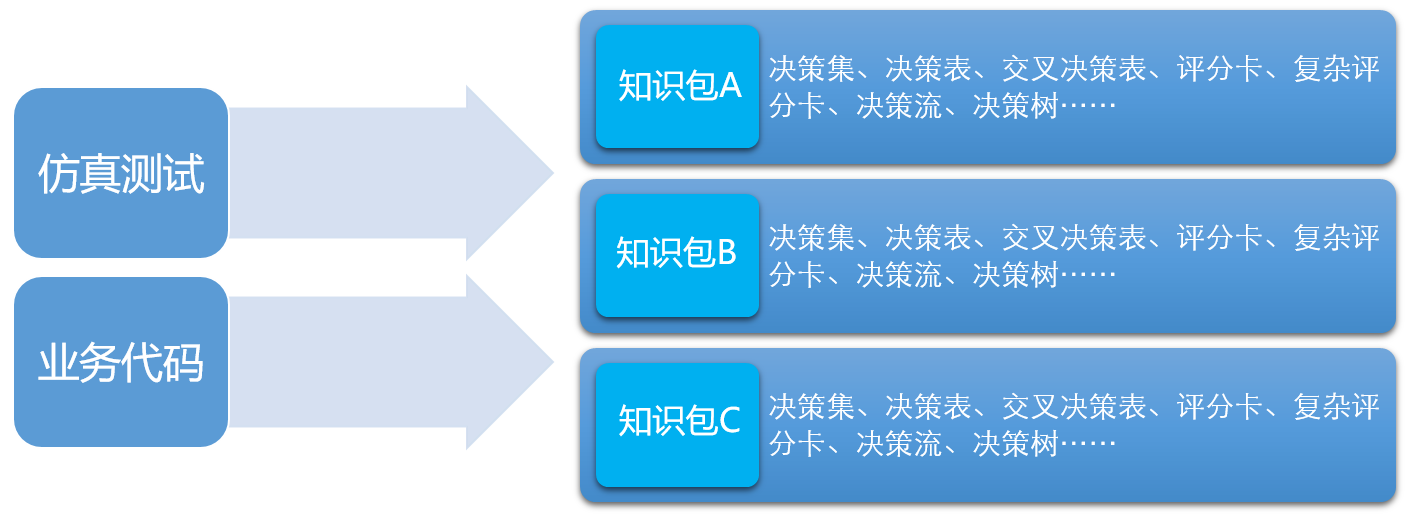 仿真测试
业务代码
知识包A
决策集、决策表、交叉决策表、评分卡、复杂评
分卡、决策流、决策树……
知识包B
决策集、决策表、交叉决策表、评分卡、复杂评
分卡、决策流、决策树……
知识包C
决策集、决策表、交叉决策表、评分卡、复杂评
分卡、决策流、决策树……